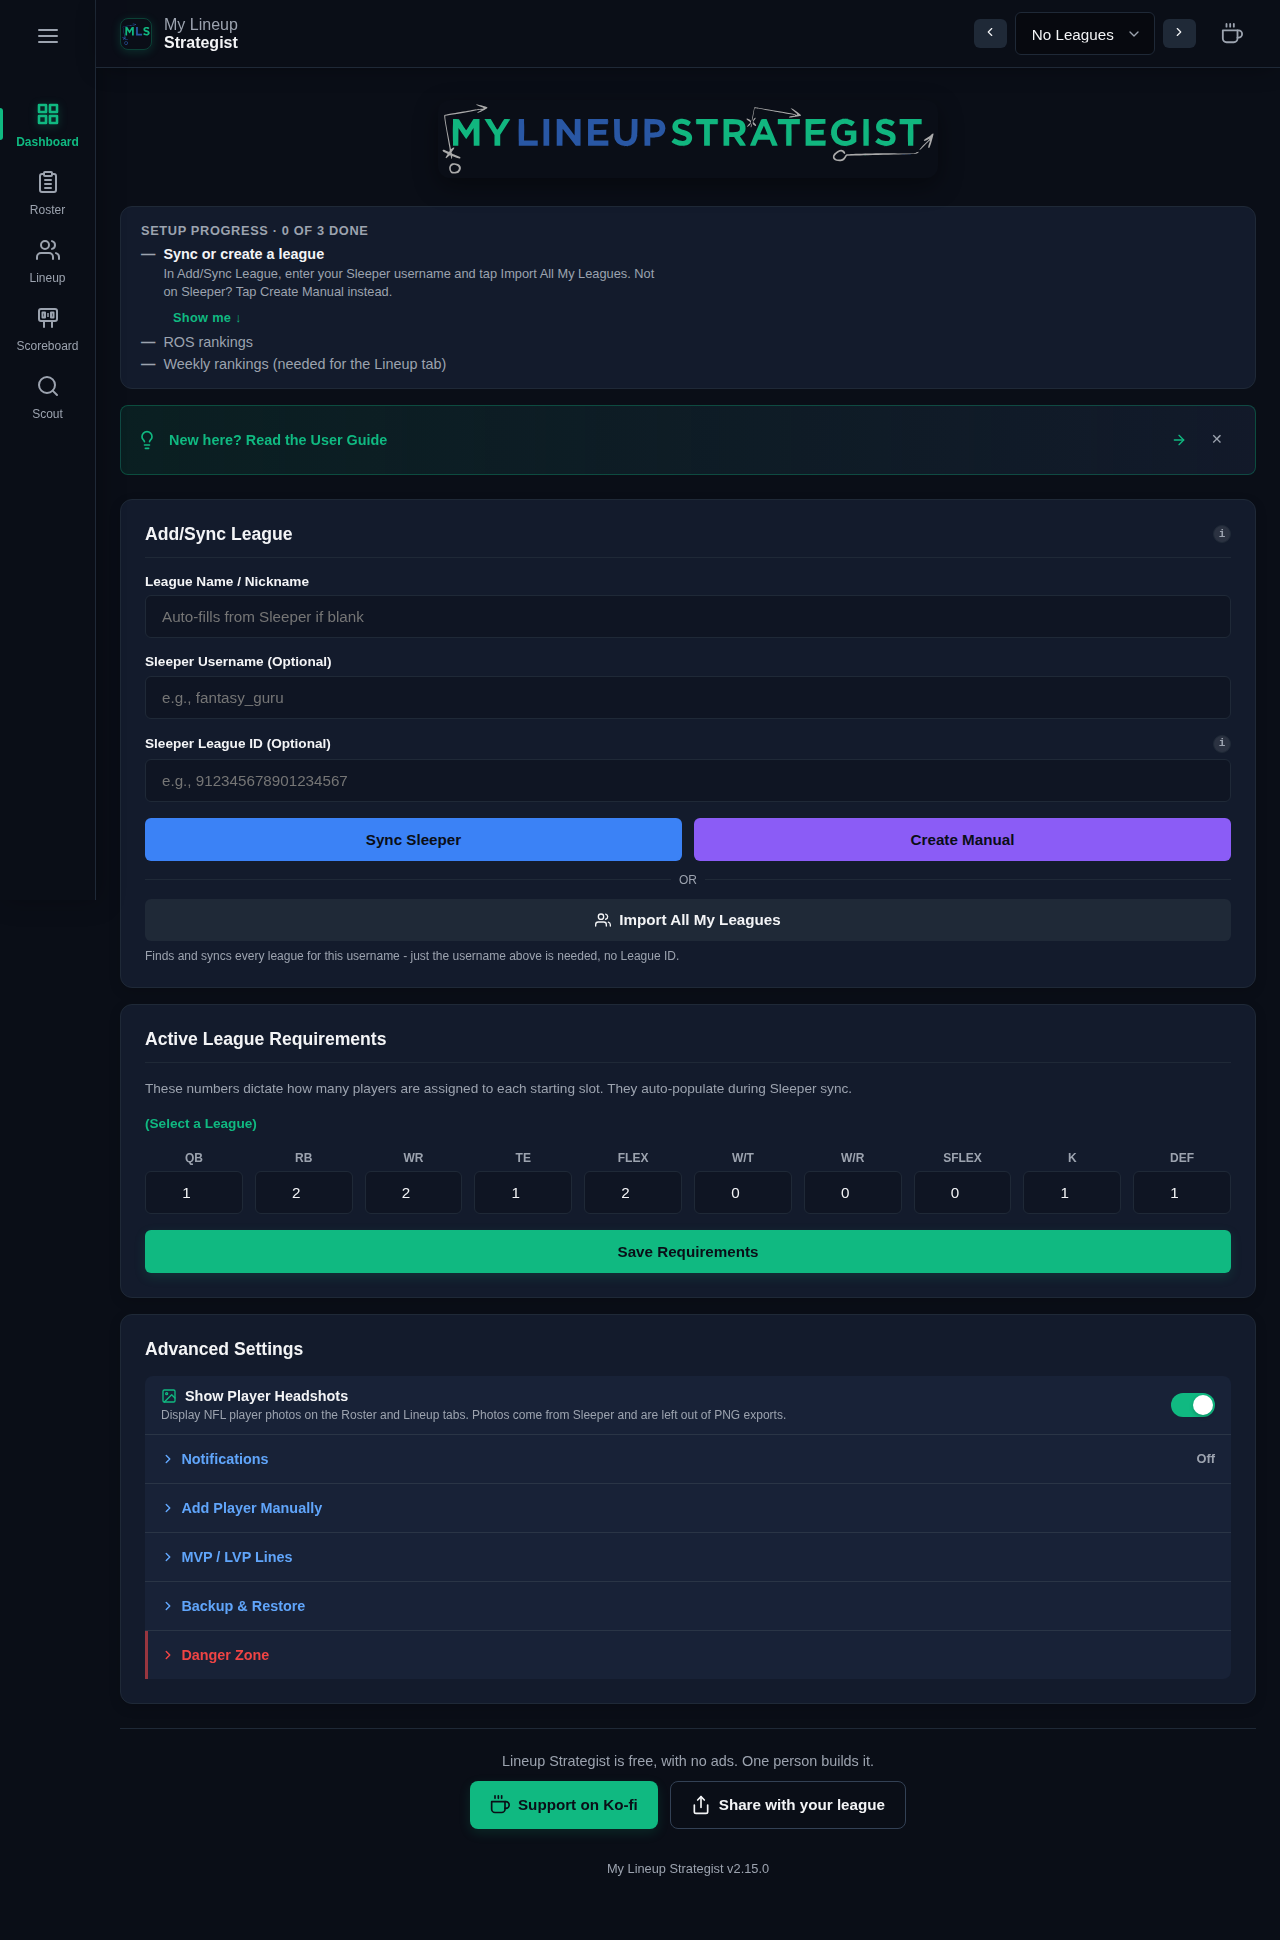 MLS
My Lineup
Strategist
No Leagues
Dashboard
Roster
Lineup
Scoreboard
Scout
MYLINEUPSTRATEGIST
SETUP PROGRESS · 0 OF 3 DONE
— Sync or create a league
In Add/Sync League, enter your Sleeper username and tap Import All My Leagues. Not
on Sleeper? Tap Create Manual instead.
Show me ↓
— ROS rankings
— Weekly rankings (needed for the Lineup tab)
New here? Read the User Guide
Add/Sync League
i
League Name / Nickname
Auto-fills from Sleeper if blank
Sleeper Username (Optional)
e.g., fantasy_guru
Sleeper League ID (Optional)
i
e.g., 912345678901234567
Sync Sleeper
Create Manual
OR
Import All My Leagues
Finds and syncs every league for this username - just the username above is needed, no League ID.
Active League Requirements
These numbers dictate how many players are assigned to each starting slot. They auto-populate during Sleeper sync.
(Select a League)
QB RB WR TE FLEX W/T W/R SFLEX K DEF
1 2 2 1 2 0 0 0 1 1
Save Requirements
Advanced Settings
Show Player Headshots
Display NFL player photos on the Roster and Lineup tabs. Photos come from Sleeper and are left out of PNG exports.
Notifications
Off
Add Player Manually
MVP / LVP Lines
Backup & Restore
Danger Zone
Lineup Strategist is free, with no ads. One person builds it.
Support on Ko-fi
Share with your league
My Lineup Strategist v2.15.0